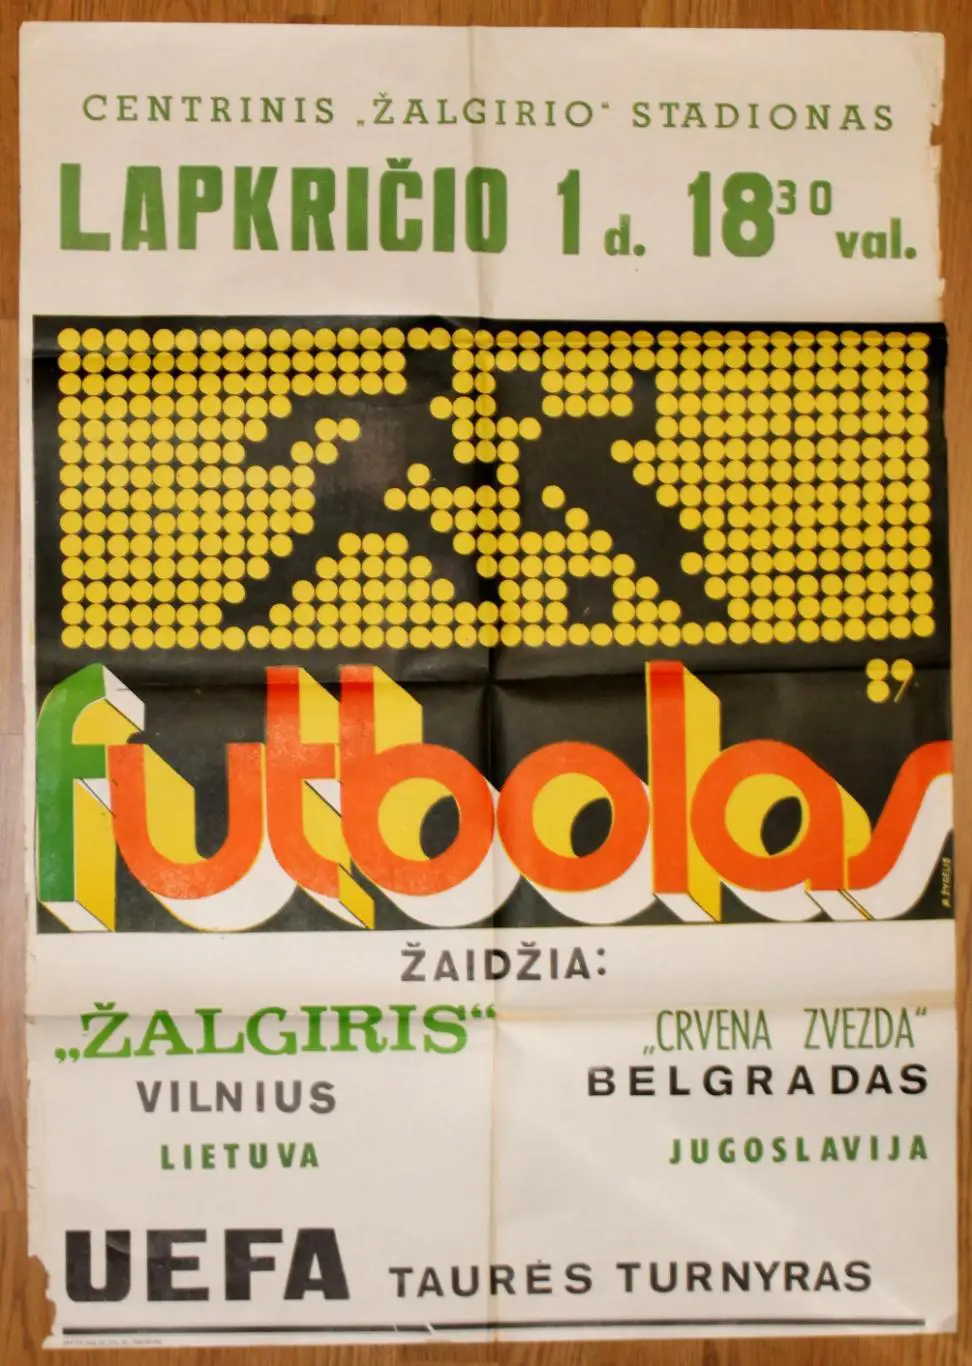 CENTRINIS „ŽALGIRIO“ STADIONAS
LAPKRIČIO 1 d. 18³⁰ val.
89
futbolas
R. ŽYGELIS
ŽAIDŽIA:
„ŽALGIRIS“
VILNIUS
LIETUVA
„CRVENA ZVEZDA“
BELGRADAS
JUGOSLAVIJA
UEFA TAURĖS TURNYRAS